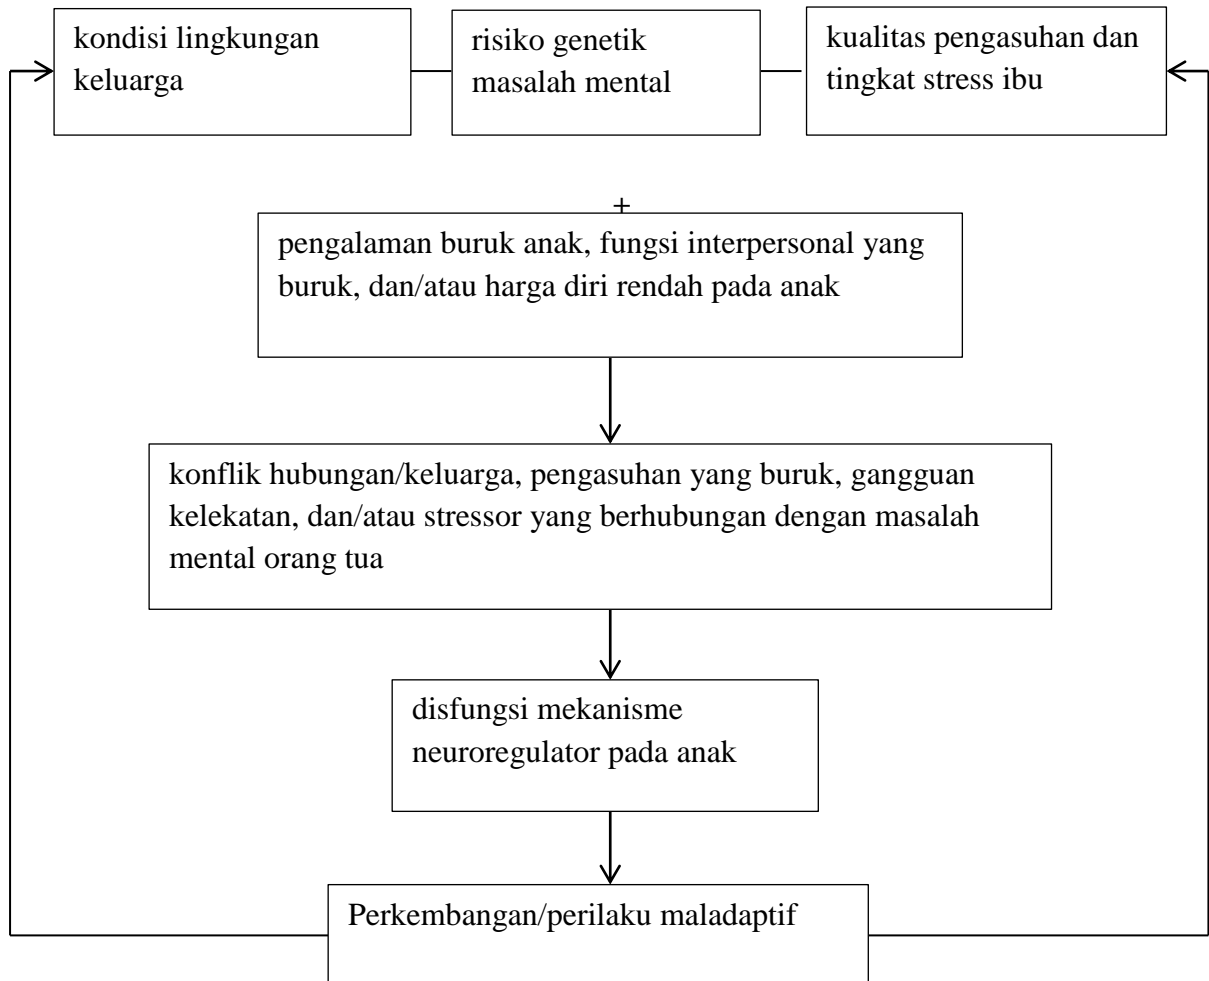 kondisi lingkungan
keluarga
risiko genetik
masalah mental
kualitas pengasuhan dan
tingkat stress ibu
+
pengalaman buruk anak, fungsi interpersonal yang
buruk, dan/atau harga diri rendah pada anak
konflik hubungan/keluarga, pengasuhan yang buruk, gangguan
kelekatan, dan/atau stressor yang berhubungan dengan masalah
mental orang tua
disfungsi mekanisme
neuroregulator pada anak
Perkembangan/perilaku maladaptif